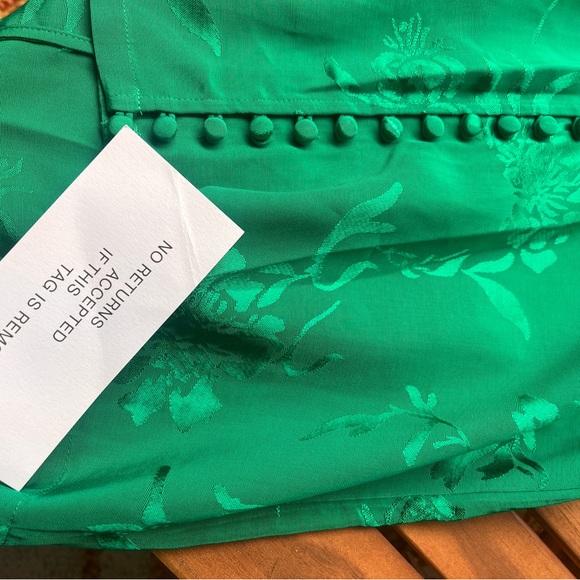 NO RETURNS
ACCEPTED
IF THIS
TAG IS